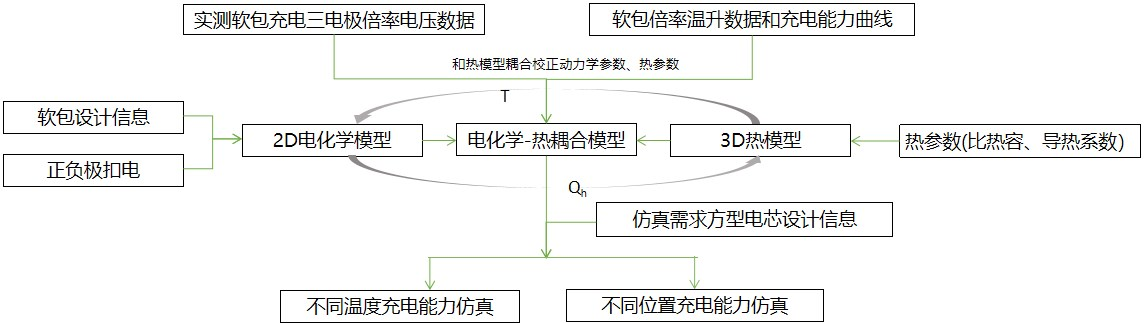 实测软包充电三电极倍率电压数据
软包倍率温升数据和充电能力曲线
和热模型耦合校正动力学参数、热参数
T
软包设计信息
2D电化学模型
电化学-热耦合模型
3D热模型
热参数(比热容、导热系数)
正负极扣电
Qh
仿真需求方型电芯设计信息
不同温度充电能力仿真
不同位置充电能力仿真